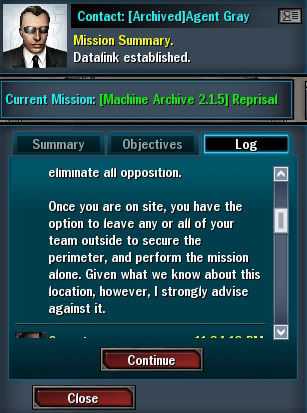 Contact: [Archived]Agent Gray
Mission Summary.
Datalink established.
Current Mission: [Machine Archive 2.1.5] Reprisal
Summary
Objectives
Log
eliminate all opposition.
Once you are on site, you have the
option to leave any or all of your
team outside to secure the
perimeter, and perform the mission
alone. Given what we know about this
location, however, I strongly advise
against it.
Continue
Close